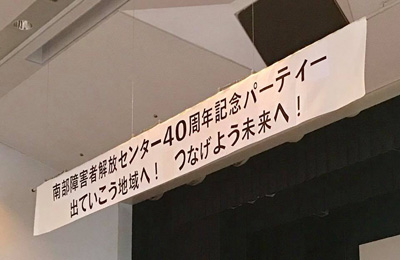 南部障害者解放センター40周年記念パーティー
出ていこう地域へ！ つなげよう未来へ！